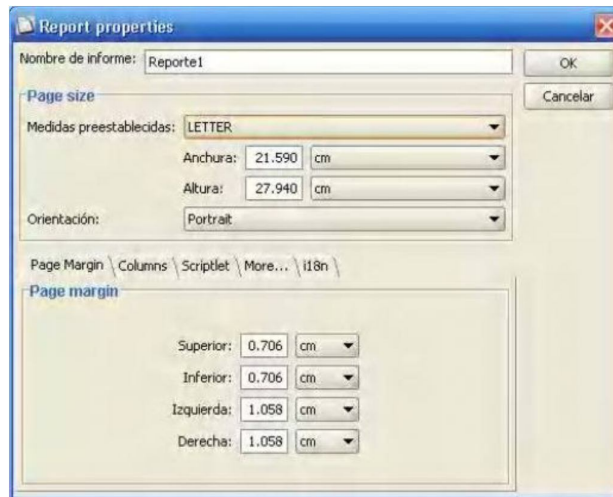 Report properties
Nombre de informe: Reporte1
OK
Cancelar
Page size
Medidas preestablecidas: LETTER
Anchura: 21.590 cm
Altura: 27.940 cm
Orientación: Portrait
Page Margin \ Columns \ Scriptlet \ More... \ i18n \
Page margin
Superior: 0.706 cm
Inferior: 0.706 cm
Izquierda: 1.058 cm
Derecha: 1.058 cm